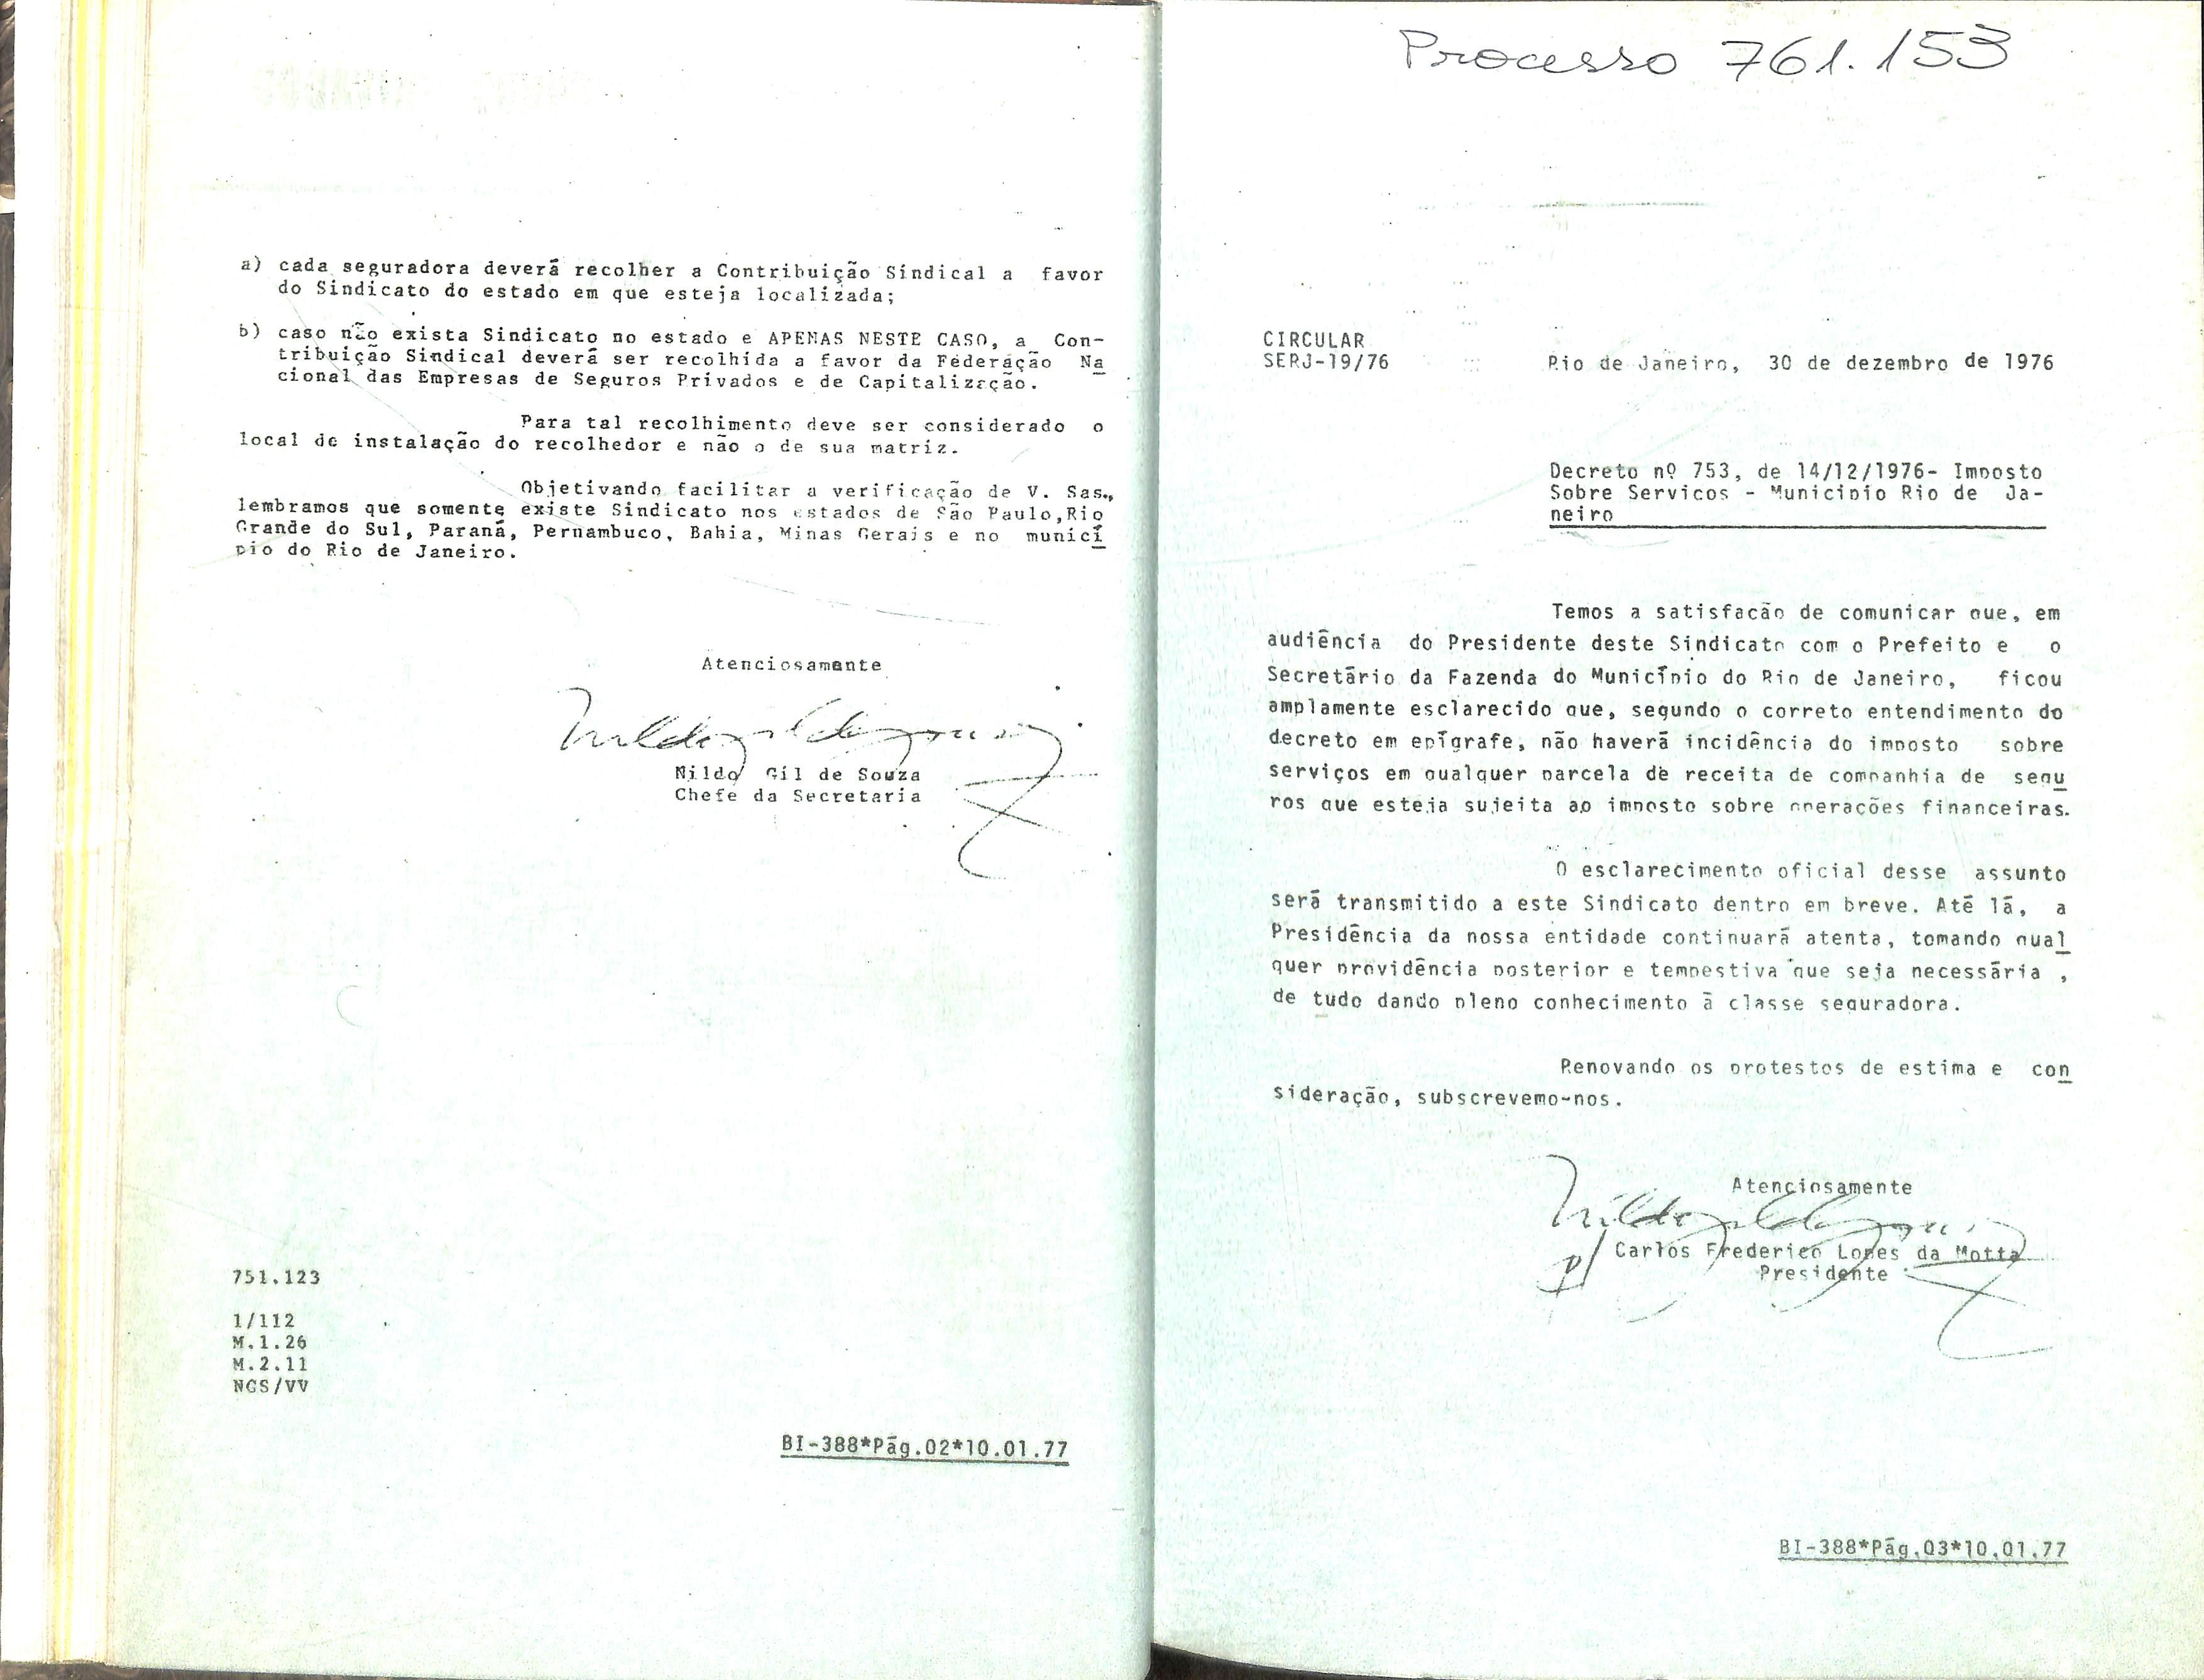 a) cada seguradora deverá recolher a Contribuição Sindical a favor
do Sindicato do estado em que esteja localizada;
b) caso não exista Sindicato no estado e APENAS NESTE CASO, a Con-
tribuição Sindical deverá ser recolhida a favor da Federação Na
cional das Empresas de Seguros Privados e de Capitalização.
Para tal recolhimento deve ser considerado o
local de instalação do recolhedor e não o de sua matriz.
Objetivando facilitar a verificação de V. Sas.,
lembramos que somente existe Sindicato nos estados de São Paulo, Rio
Grande do Sul, Paraná, Pernambuco, Bahia, Minas Gerais e no municí
pio do Rio de Janeiro.
Atenciosamente
Nildo Gil de Souza
Chefe da Secretaria
751.123
1/112
M.1.26
M.2.11
NGS/VV
BI-388*Pág.02*10.01.77
Processo 761.153
CIRCULAR
SERJ-19/76 Rio de Janeiro, 30 de dezembro de 1976
Decreto nº 753, de 14/12/1976- Imposto
Sobre Servicos - Municipio Rio de Ja-
neiro
Temos a satisfacão de comunicar que, em
audiência do Presidente deste Sindicato com o Prefeito e o
Secretário da Fazenda do Município do Rio de Janeiro, ficou
amplamente esclarecido que, segundo o correto entendimento do
decreto em epígrafe, não haverá incidência do imposto sobre
serviços em qualquer parcela de receita de companhia de segu
ros que esteja sujeita ao imposto sobre operações financeiras.
O esclarecimento oficial desse assunto
será transmitido a este Sindicato dentro em breve. Até lá, a
Presidência da nossa entidade continuará atenta, tomando qual
quer providência posterior e tempestiva que seja necessária ,
de tudo dando pleno conhecimento à classe seguradora.
Renovando os protestos de estima e con
sideração, subscrevemo-nos.
Atenciosamente
p/ Carlos Frederico Lopes da Motta
Presidente
BI-388*Pág.03*10.01.77